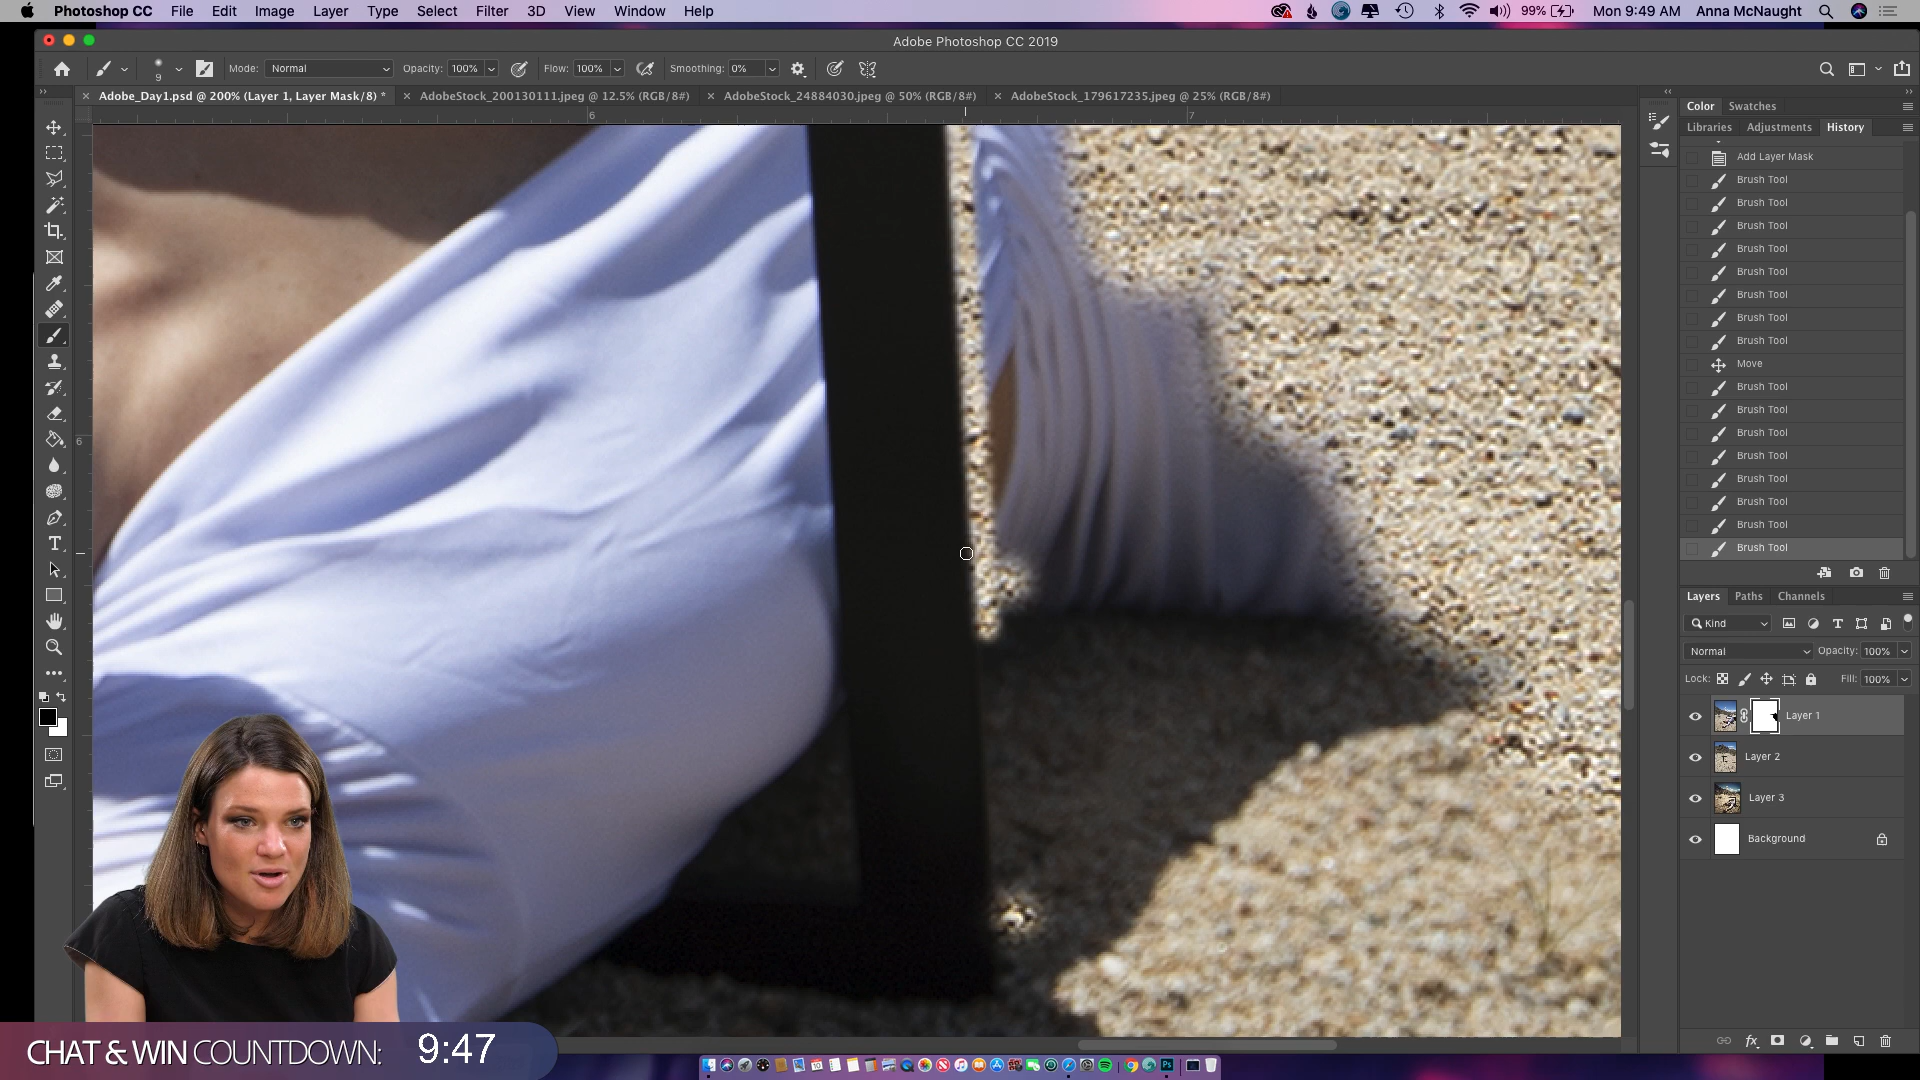 Photoshop CC File Edit Image Layer Type Select Filter 3D View Window Help
99% Mon 9:49 AM Anna McNaught
Adobe Photoshop CC 2019
9 Mode: Normal Opacity: 100% Flow: 100% Smoothing: 0%
Adobe_Day1.psd @ 200% (Layer 1, Layer Mask/8) * AdobeStock_200130111.jpeg @ 12.5% (RGB/8#) AdobeStock_24884030.jpeg @ 50% (RGB/8#) AdobeStock_179617235.jpeg @ 25% (RGB/8#)
6 7
6
Color Swatches
Libraries Adjustments History
Add Layer Mask
Brush Tool
Brush Tool
Brush Tool
Brush Tool
Brush Tool
Brush Tool
Brush Tool
Brush Tool
Move
Brush Tool
Brush Tool
Brush Tool
Brush Tool
Brush Tool
Brush Tool
Brush Tool
Brush Tool
Layers Paths Channels
Kind
Normal Opacity: 100%
Lock: Fill: 100%
Layer 1
Layer 2
Layer 3
Background
fx
CHAT & WIN COUNTDOWN: 9:47